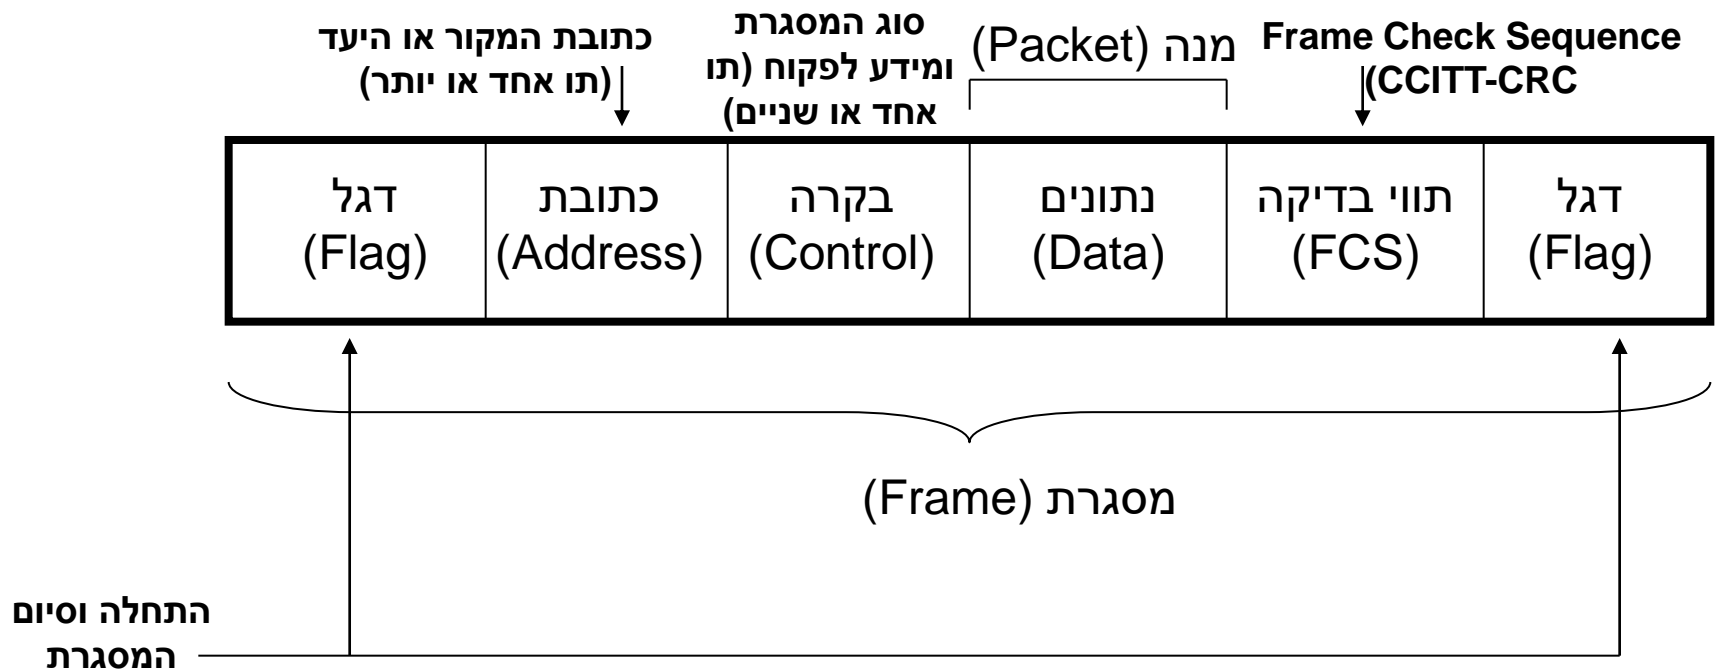 כתובת המקור או היעד
(תו אחד או יותר)
סוג המסגרת
ומידע לפקוח (תו
אחד או שניים)
מנה (Packet)
Frame Check Sequence
(CCITT-CRC
דגל
(Flag)
כתובת
(Address)
בקרה
(Control)
נתונים
(Data)
תווי בדיקה
(FCS)
דגל
(Flag)
מסגרת (Frame)
התחלה וסיום
המסגרת